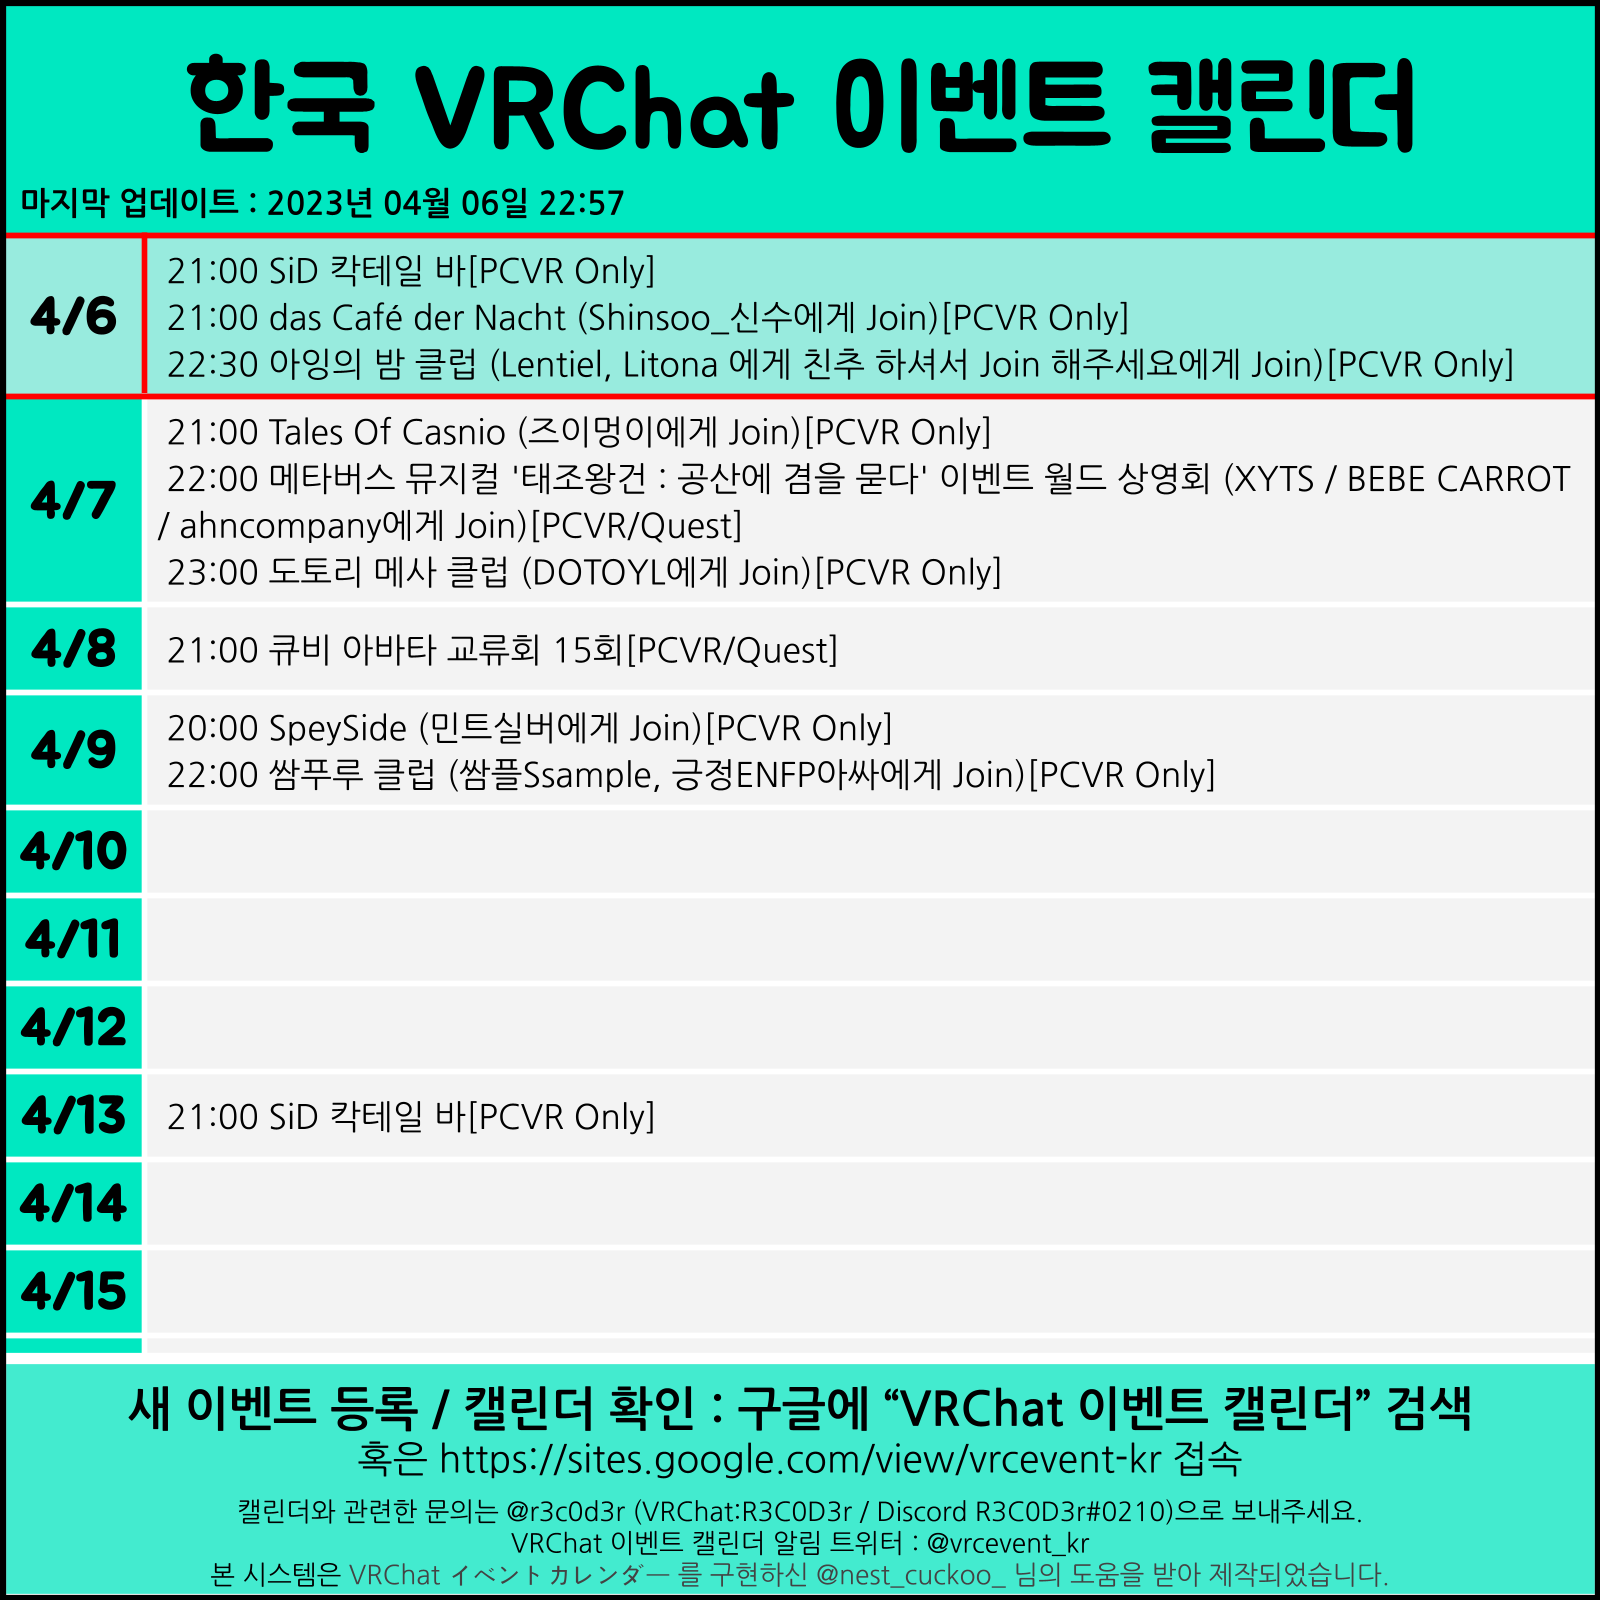 한국 VRChat 이벤트 캘린더
마지막 업데이트 : 2023년 04월 06일 22:57
4/6
21:00 SiD 칵테일 바[PCVR Only]
21:00 das Café der Nacht (Shinsoo_신수에게 Join)[PCVR Only]
22:30 아잉의 밤 클럽 (Lentiel, Litona 에게 친추 하셔서 Join 해주세요에게 Join)[PCVR Only]
4/7
21:00 Tales Of Casnio (즈이멍이에게 Join)[PCVR Only]
22:00 메타버스 뮤지컬 '태조왕건 : 공산에 겸을 묻다' 이벤트 월드 상영회 (XYTS / BEBE CARROT
/ ahncompany에게 Join)[PCVR/Quest]
23:00 도토리 메사 클럽 (DOTOYL에게 Join)[PCVR Only]
4/8
21:00 큐비 아바타 교류회 15회[PCVR/Quest]
4/9
20:00 SpeySide (민트실버에게 Join)[PCVR Only]
22:00 쌈푸루 클럽 (쌈플Ssample, 긍정ENFP아싸에게 Join)[PCVR Only]
4/10
4/11
4/12
4/13
21:00 SiD 칵테일 바[PCVR Only]
4/14
4/15
새 이벤트 등록 / 캘린더 확인 : 구글에 “VRChat 이벤트 캘린더” 검색
혹은 https://sites.google.com/view/vrcevent-kr 접속
캘린더와 관련한 문의는 @r3c0d3r (VRChat:R3C0D3r / Discord R3C0D3r#0210)으로 보내주세요.
VRChat 이벤트 캘린더 알림 트위터 : @vrcevent_kr
본 시스템은 VRChat イベントカレンダー 를 구현하신 @nest_cuckoo_ 님의 도움을 받아 제작되었습니다.